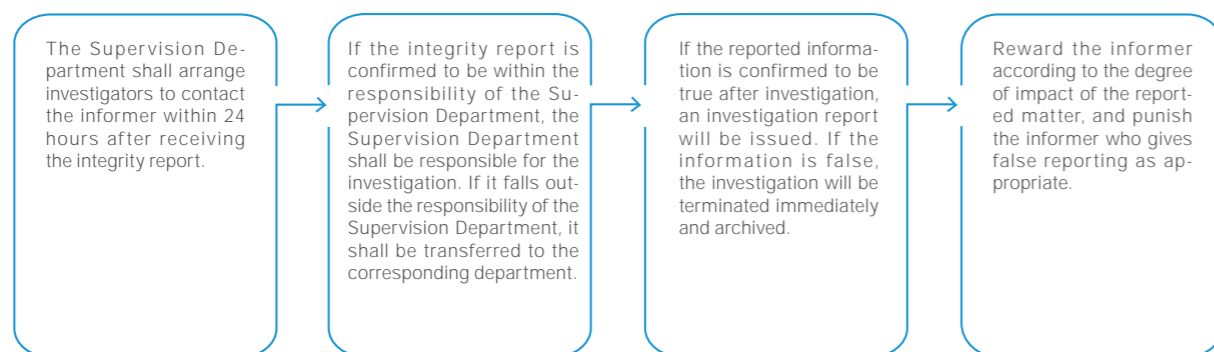 The Supervision De-
partment shall arrange
investigators to contact
the informer within 24
hours after receiving
the integrity report.
If the integrity report is
confirmed to be within the
responsibility of the Su-
pervision Department, the
Supervision Department
shall be responsible for the
investigation. If it falls out-
side the responsibility of the
Supervision Department, it
shall be transferred to the
corresponding department.
If the reported informa-
tion is confirmed to be
true after investigation,
an investigation report
will be issued. If the
information is false,
the investigation will be
terminated immediately
and archived.
Reward the informer
according to the degree
of impact of the report-
ed matter, and punish
the informer who gives
false reporting as ap-
propriate.